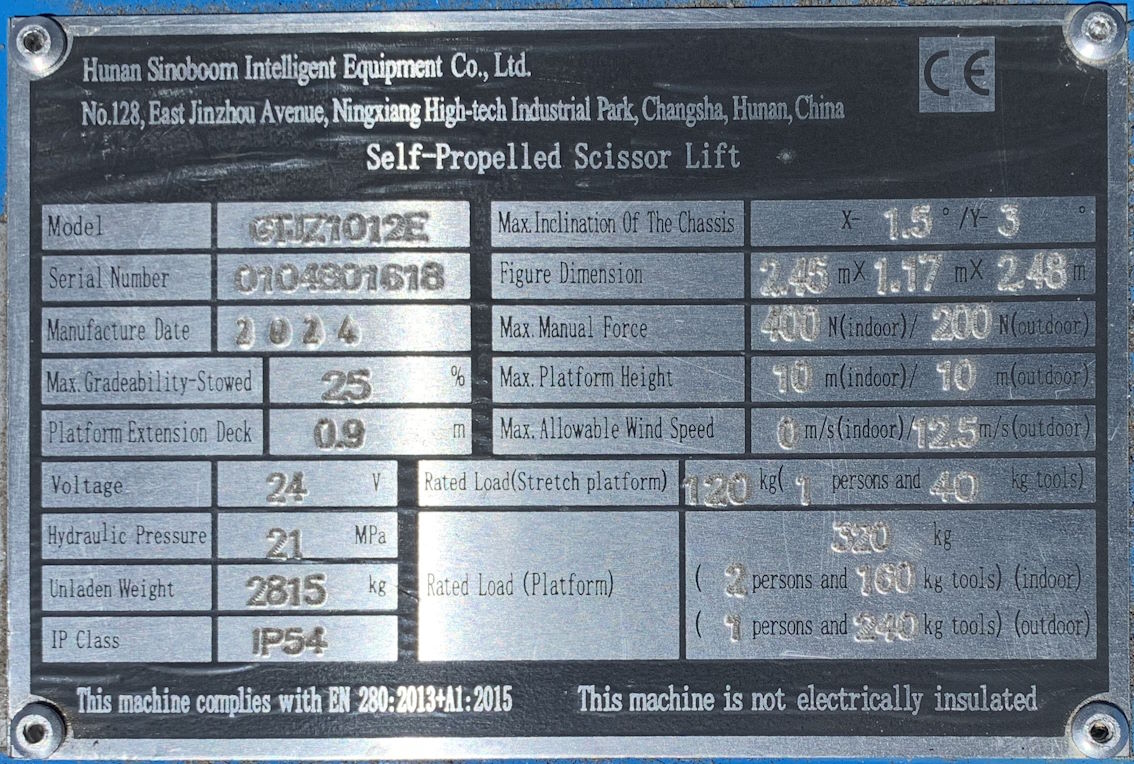 Hunan Sinoboom Intelligent Equipment Co., Ltd.
CE
No.128, East Jinzhou Avenue, Ningxiang High-tech Industrial Park, Changsha, Hunan, China
Self-Propelled Scissor Lift
Model GTJZ1012E Max. Inclination Of The Chassis X- 1.5 ° /Y- 3 °
Serial Number 0104801618 Figure Dimension 2.45 mX 1.17 mX 2.48 m
Manufacture Date 2024 Max. Manual Force 400 N(indoor)/ 200 N(outdoor)
Max. Gradeability-Stowed 25 % Max. Platform Height 10 m(indoor)/ 10 m(outdoor)
Platform Extension Deck 0.9 m Max. Allowable Wind Speed 0 m/s(indoor)/12.5m/s(outdoor)
Voltage 24 V Rated Load(Stretch platform) 120 kg( 1 persons and 40 kg tools)
Hydraulic Pressure 21 MPa
Unladen Weight 2815 kg
IP Class IP54
Rated Load (Platform) 320 kg
( 2 persons and 160 kg tools) (indoor)
( 1 persons and 240 kg tools) (outdoor)
This machine complies with EN 280:2013+A1:2015 This machine is not electrically insulated